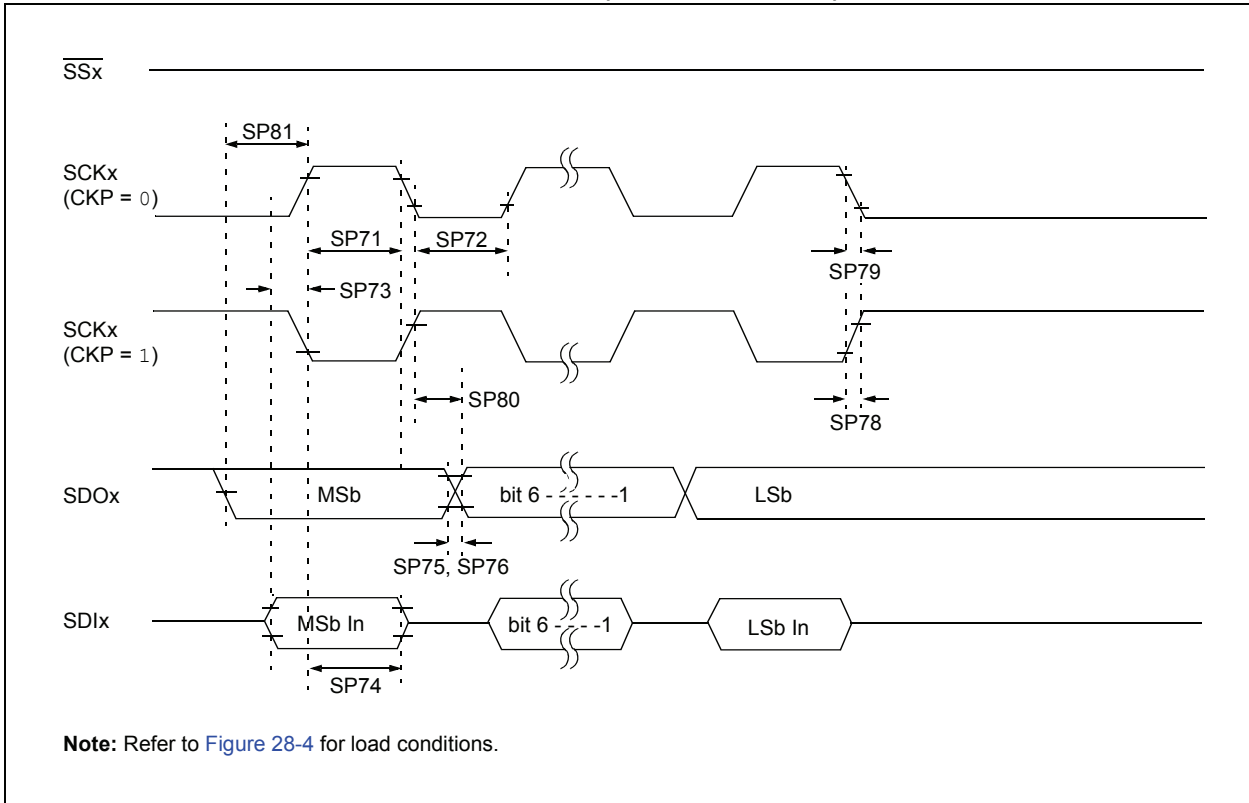 SSx
SP81
SCKx
(CKP = 0)
SP71
SP72
SP79
SP73
SCKx
(CKP = 1)
SP80
SP78
SDOx
MSb
bit 6 - - - - - -1
LSb
SP75, SP76
SDIx
MSb In
bit 6 - - - -1
LSb In
SP74
Note: Refer to Figure 28-4 for load conditions.